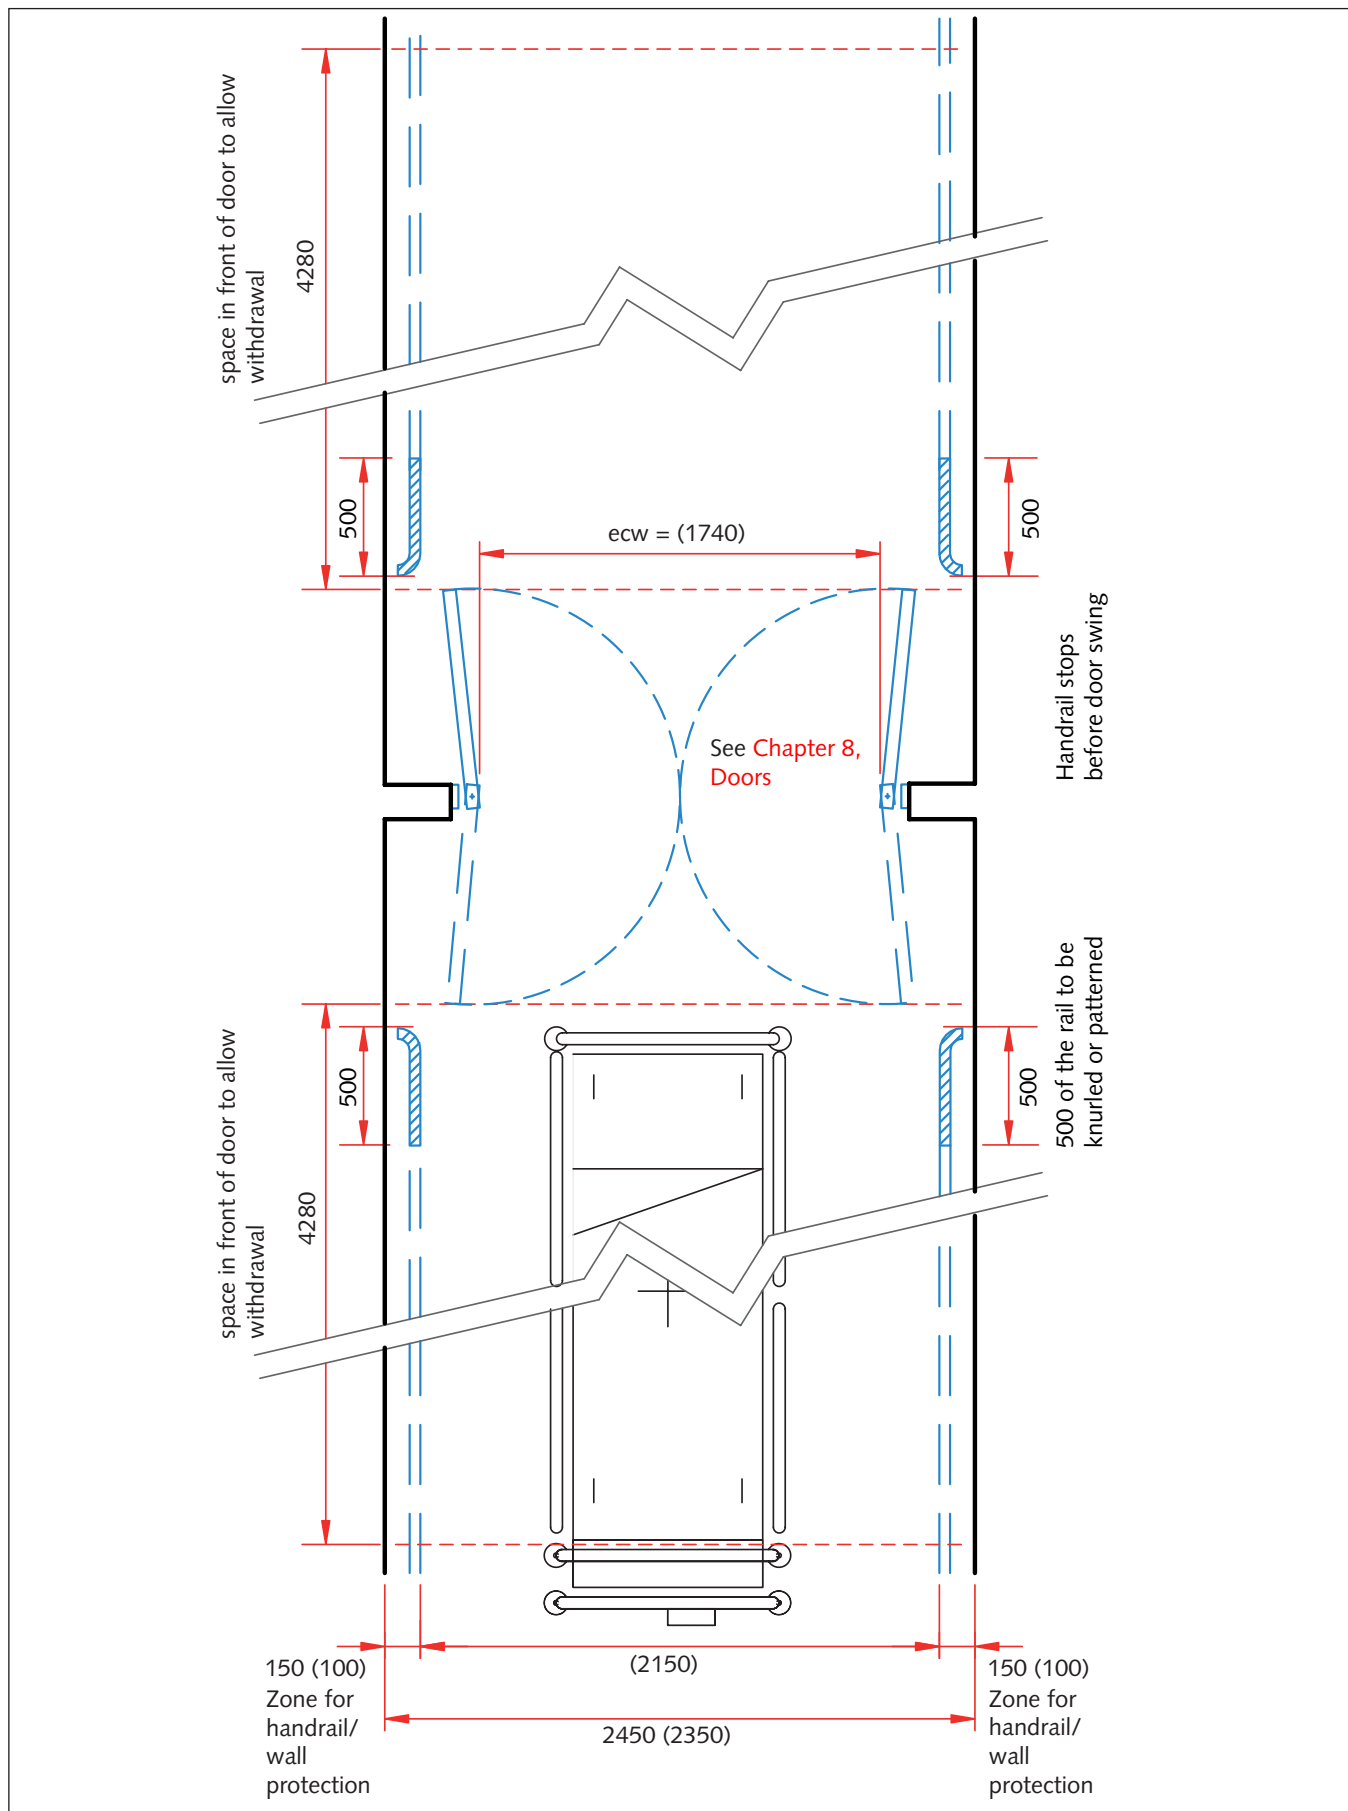 space in front of door to allow
withdrawal
4280
500
500
ecw = (1740)
Handrail stops
before door swing
See Chapter 8,
Doors
500 of the rail to be
knurled or patterned
space in front of door to allow
withdrawal
4280
500
500
150 (100)
Zone for
handrail/
wall
protection
(2150)
2450 (2350)
150 (100)
Zone for
handrail/
wall
protection